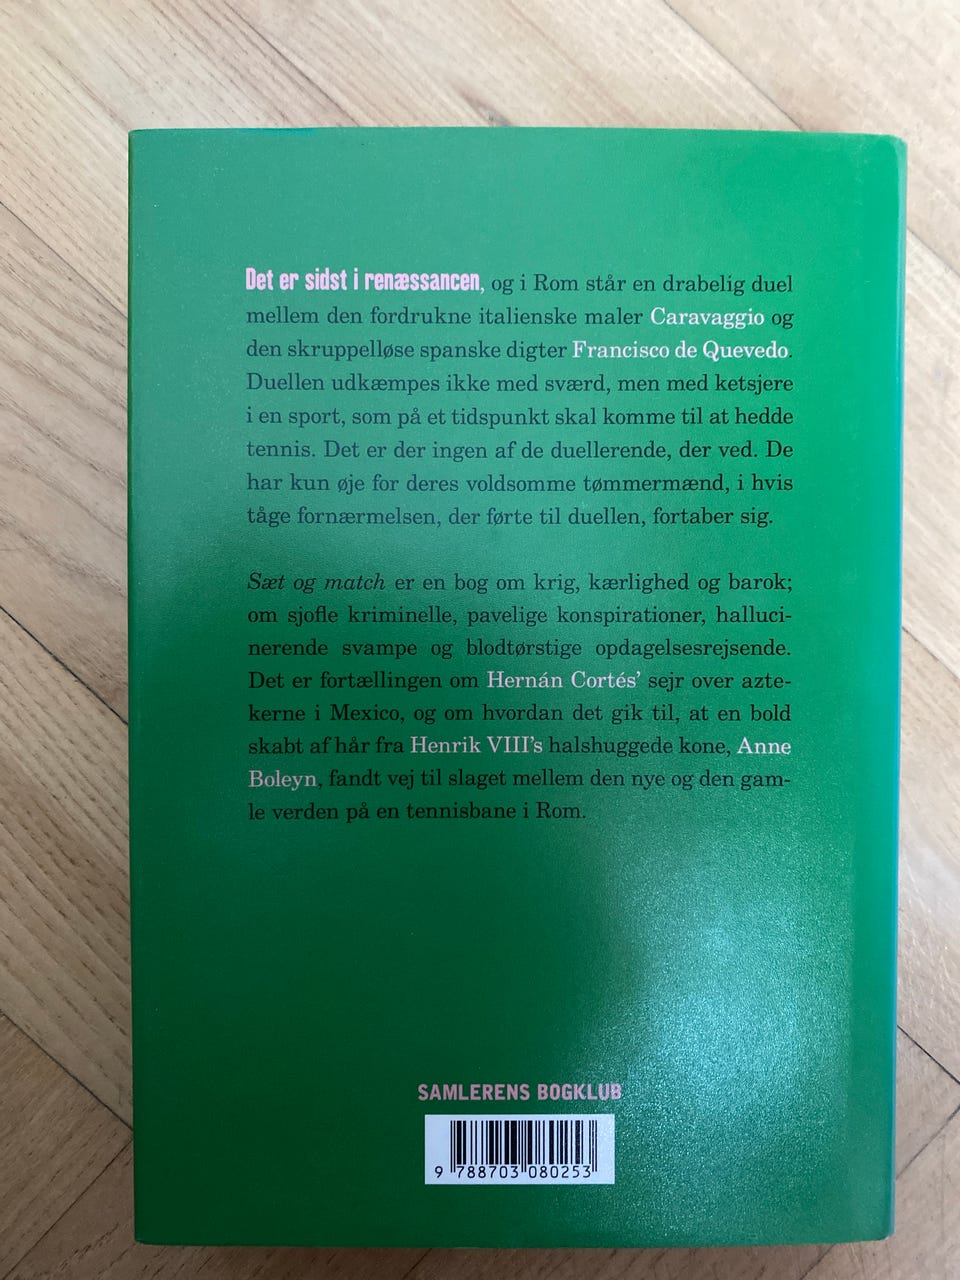 Det er sidst i renæssancen, og i Rom står en drabelig duel
mellem den fordrukne italienske maler Caravaggio og
den skruppelløse spanske digter Francisco de Quevedo.
Duellen udkæmpes ikke med sværd, men med ketsjere
i en sport, som på et tidspunkt skal komme til at hedde
tennis. Det er der ingen af de duellerende, der ved. De
har kun øje for deres voldsomme tømmermænd, i hvis
tåge fornærmelsen, der førte til duellen, fortaber sig.
Sæt og match er en bog om krig, kærlighed og barok;
om sjofle kriminelle, pavelige konspirationer, halluci-
nerende svampe og blodtørstige opdagelsesrejsende.
Det er fortællingen om Hernán Cortés’ sejr over azte-
kerne i Mexico, og om hvordan det gik til, at en bold
skabt af hår fra Henrik VIII’s halshuggede kone, Anne
Boleyn, fandt vej til slaget mellem den nye og den gam-
le verden på en tennisbane i Rom.
SAMLERENS BOGKLUB
9 788703 080253